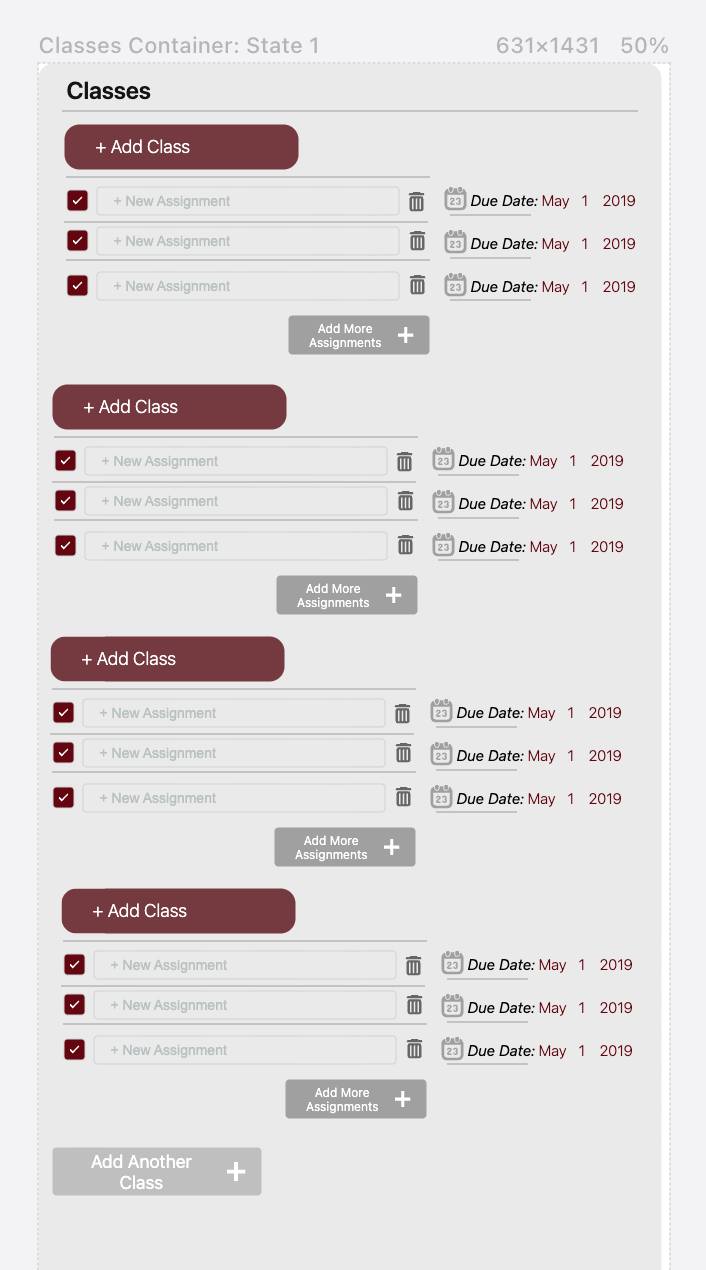 Classes Container: State 1 631×1431 50%
Classes
+ Add Class
+ New Assignment 23 Due Date: May 1 2019
+ New Assignment 23 Due Date: May 1 2019
+ New Assignment 23 Due Date: May 1 2019
Add More
Assignments +
+ Add Class
+ New Assignment 23 Due Date: May 1 2019
+ New Assignment 23 Due Date: May 1 2019
+ New Assignment 23 Due Date: May 1 2019
Add More
Assignments +
+ Add Class
+ New Assignment 23 Due Date: May 1 2019
+ New Assignment 23 Due Date: May 1 2019
+ New Assignment 23 Due Date: May 1 2019
Add More
Assignments +
+ Add Class
+ New Assignment 23 Due Date: May 1 2019
+ New Assignment 23 Due Date: May 1 2019
+ New Assignment 23 Due Date: May 1 2019
Add More
Assignments +
Add Another
Class +